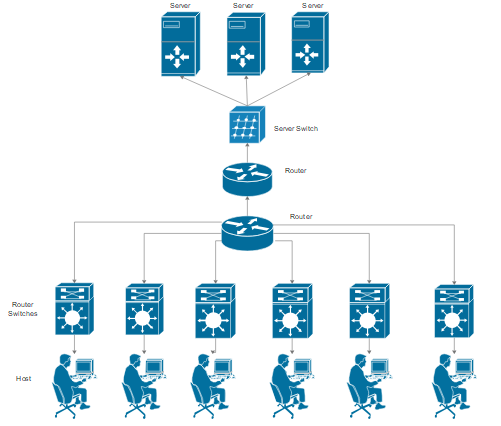 Server
Server
Server
Server Switch
Router
Router
Router
Switches
Host